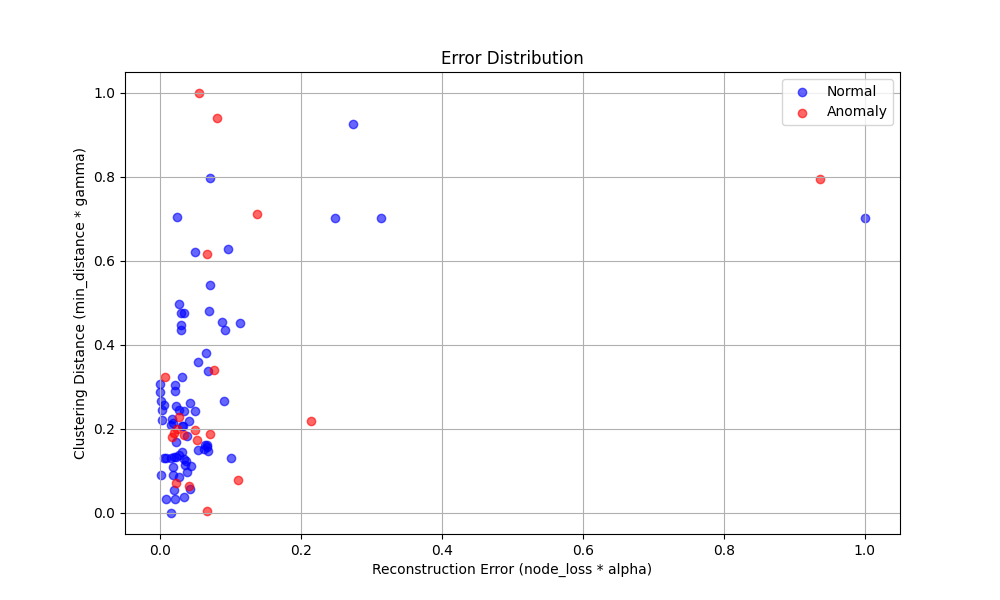 Error Distribution
Normal
Anomaly
Clustering Distance (min_distance * gamma)
1.0
0.8
0.6
0.4
0.2
0.0
0.0 0.2 0.4 0.6 0.8 1.0
Reconstruction Error (node_loss * alpha)